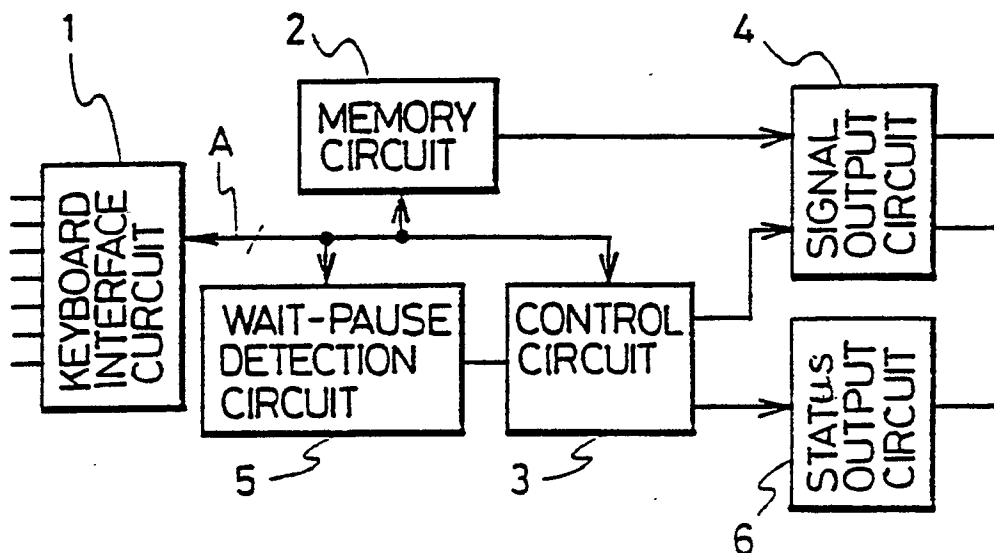 1
KEYBOARD
INTERFACE
CURCUIT
A
2
MEMORY
CIRCUIT
WAIT-PAUSE
DETECTION
CIRCUIT
5
CONTROL
CIRCUIT
3
4
SIGNAL
OUTPUT
CIRCUIT
STATUS
OUTPUT
CIRCUIT
6